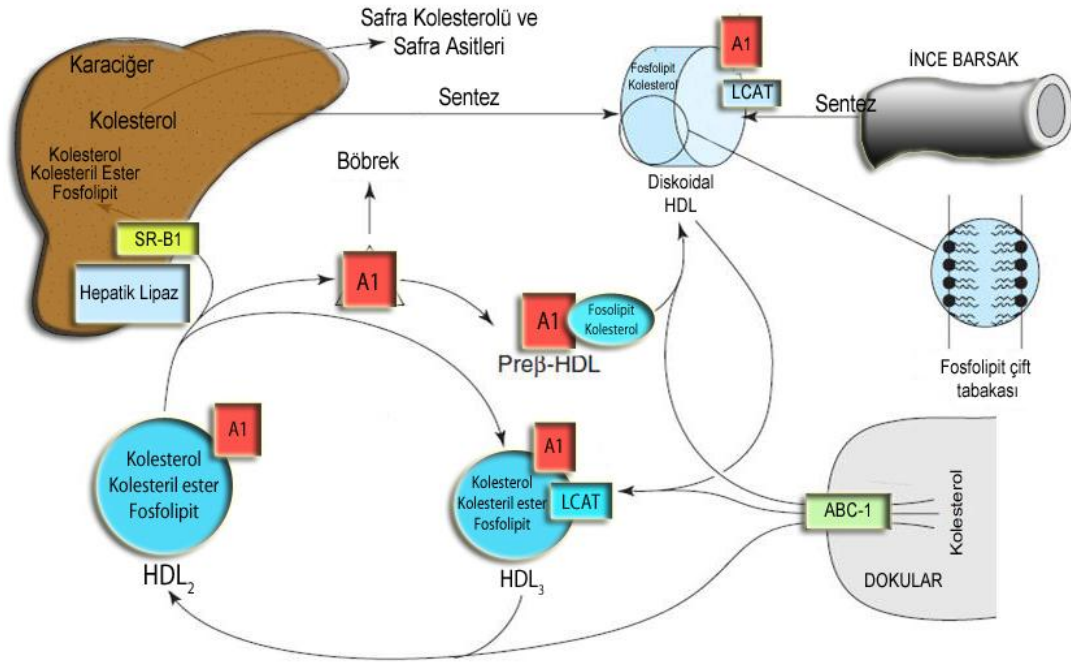 Safra Kolesterolü ve
Safra Asitleri
Karaciğer
Kolesterol
Kolesterol
Kolesteril Ester
Fosfolipit
SR-B1
Hepatik Lipaz
Sentez
Böbrek
A1
Fosfolipit
Kolesterol
A1
LCAT
Diskoidal
HDL
Sentez
İNCE BARSAK
A1
Fosolipit
Kolesterol
Preβ-HDL
Fosfolipit çift
tabakası
A1
Kolesterol
Kolesteril ester
Fosfolipit
HDL2
A1
Kolesterol
Kolesteril ester
Fosfolipit
LCAT
HDL3
ABC-1
Kolesterol
DOKULAR